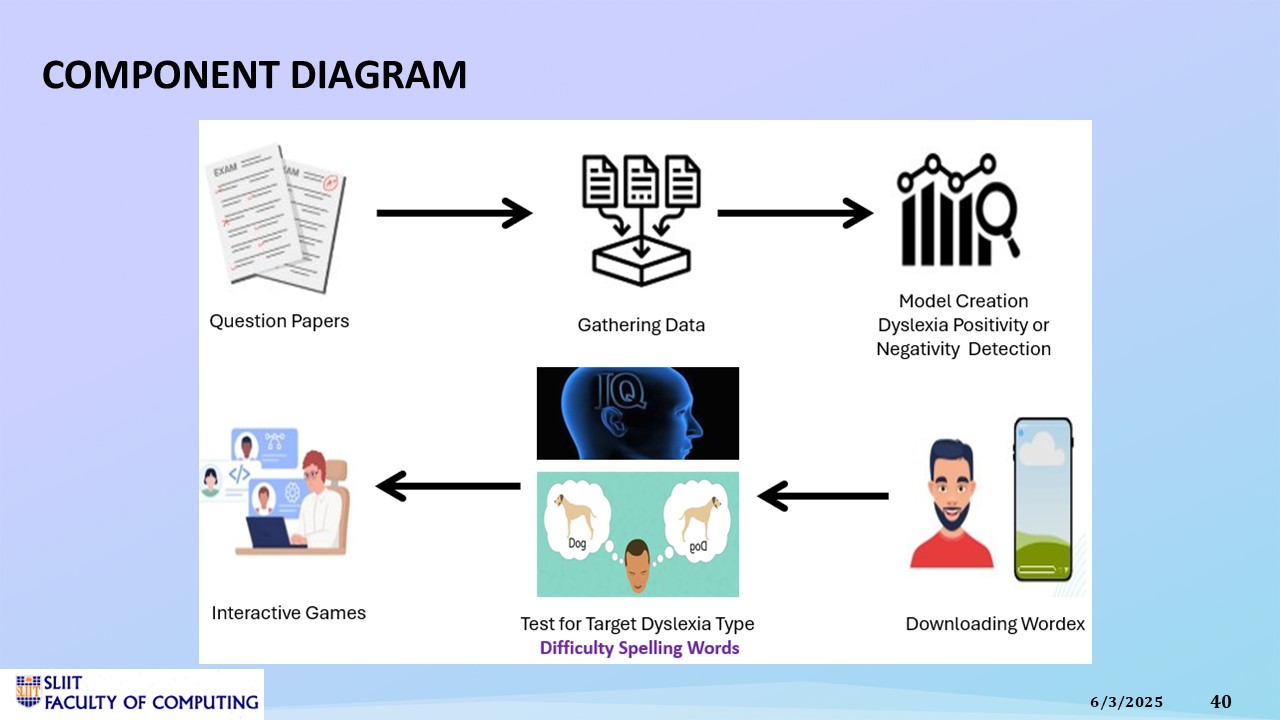 COMPONENT DIAGRAM
EXAM
Question Papers
Gathering Data
Model Creation
Dyslexia Positivity or
Negativity Detection
IQ
Dog
Dog
</>
Interactive Games
Test for Target Dyslexia Type
Difficulty Spelling Words
Downloading Wordex
SLIIT
SLIIT
FACULTY OF COMPUTING
6/3/2025
40